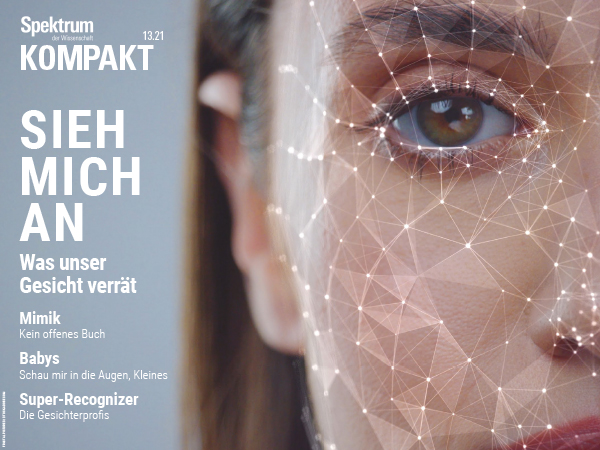 Spektrum
der Wissenschaft
13.21
KOMPAKT
SIEH
MICH
AN
Was unser
Gesicht verrät
Mimik
Kein offenes Buch
Babys
Schau mir in die Augen, Kleines
Super-Recognizer
Die Gesichterprofis